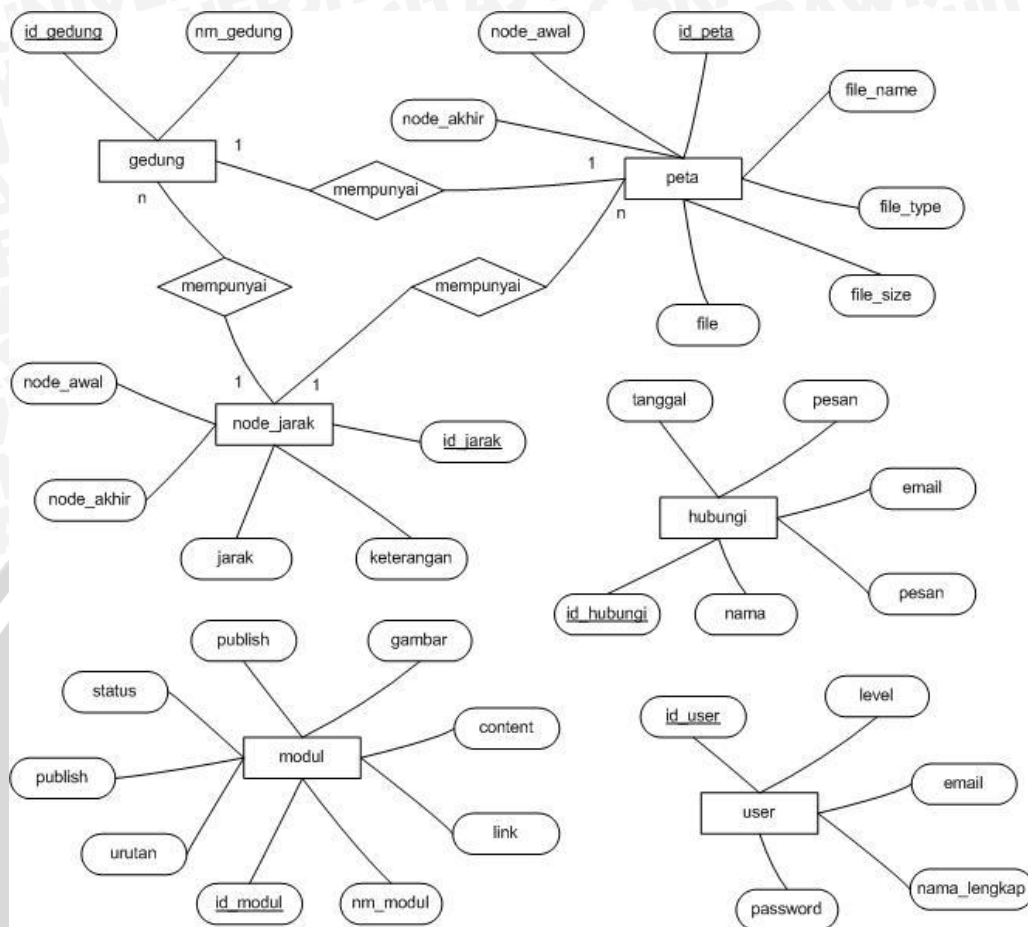 id_gedung
nm_gedung
node_awal
id_peta
file_name
node_akhir
gedung
1
mempunyai
1
peta
n
n
file_type
mempunyai
mempunyai
file_size
file
node_awal
1
1
node_jarak
id_jarak
node_akhir
jarak
keterangan
tanggal
pesan
email
hubungi
pesan
id_hubungi
nama
publish
gambar
status
content
modul
publish
link
urutan
id_modul
nm_modul
id_user
level
email
user
nama_lengkap
password